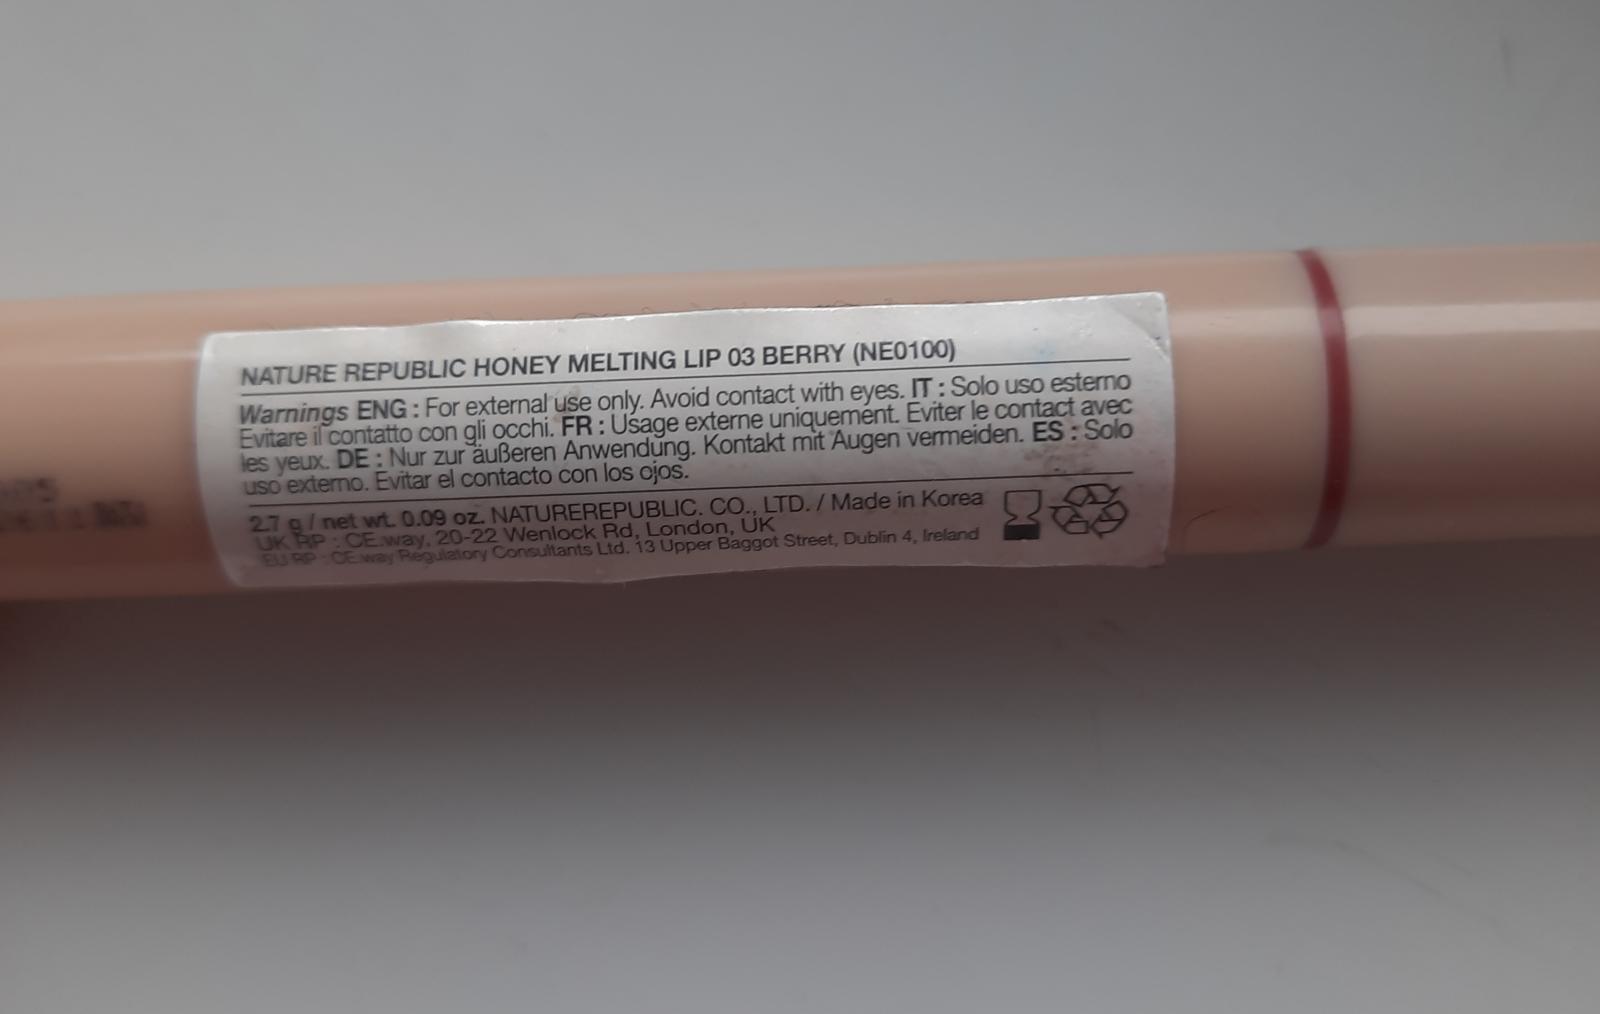 NATURE REPUBLIC HONEY MELTING LIP 03 BERRY (NE0100)
Warnings ENG : For external use only. Avoid contact with eyes. IT : Solo uso esterno
Evitare il contatto con gli occhi. FR : Usage externe uniquement. Eviter le contact avec
les yeux. DE : Nur zur äußeren Anwendung. Kontakt mit Augen vermeiden. ES : Solo
uso externo. Evitar el contacto con los ojos.
2.7 g / net wt. 0.09 oz. NATUREREPUBLIC. CO., LTD. / Made in Korea
UK RP : CE.way, 20-22 Wenlock Rd, London, UK
EU RP : CE.way Regulatory Consultants Ltd. 13 Upper Baggot Street, Dublin 4, Ireland